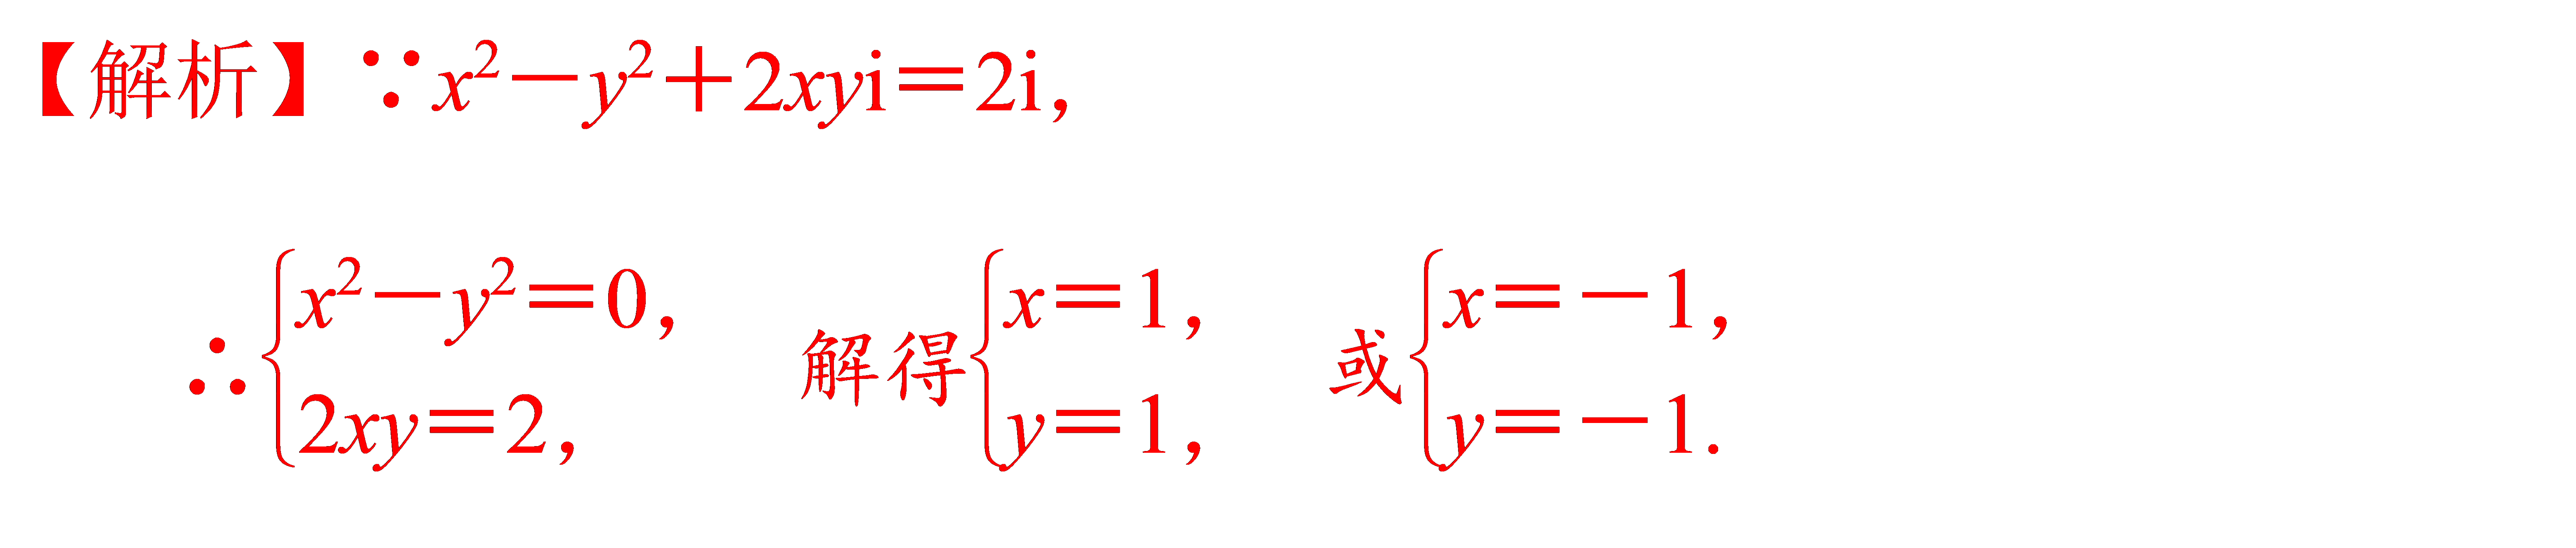 【解析】∵x²－y²＋2xyi＝2i，
∴{x²－y²＝0， 2xy＝2， 解得{x＝1， y＝1， 或{x＝－1， y＝－1.